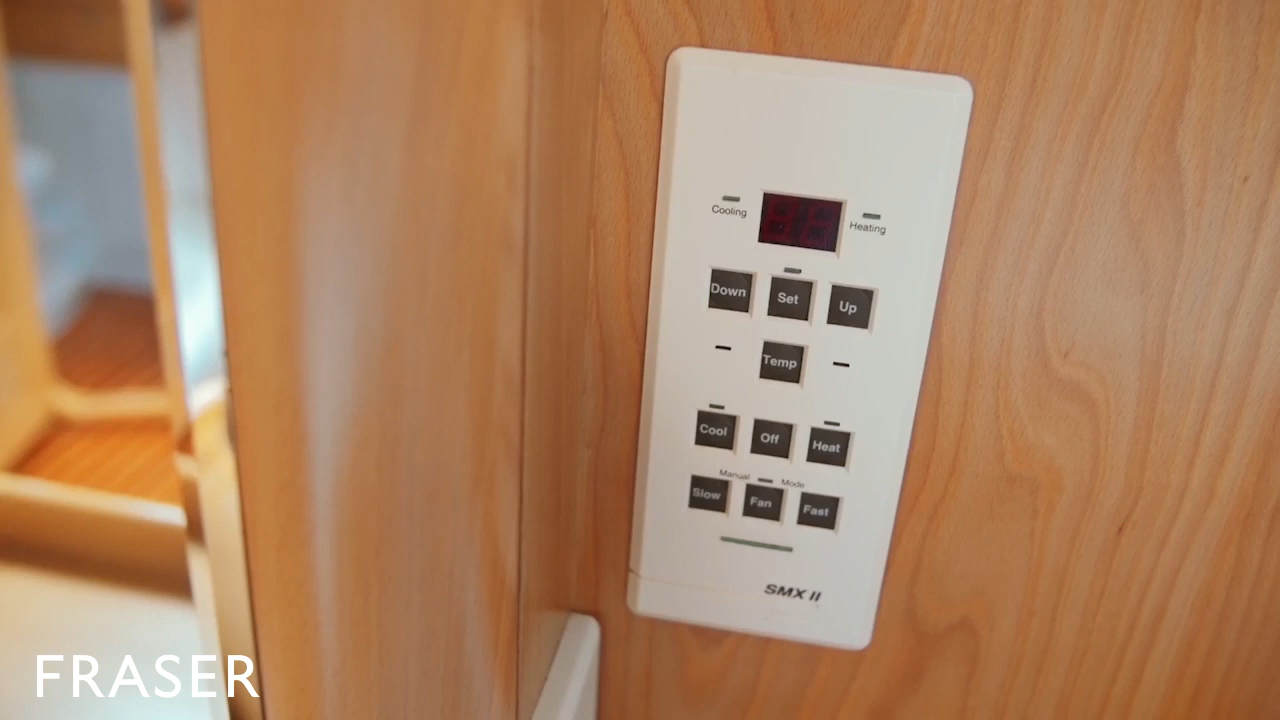 Cooling
Heating
Down Set Up
Temp
Cool Off Heat
Manual Mode
Slow Fan Fast
SMX II
FRASER